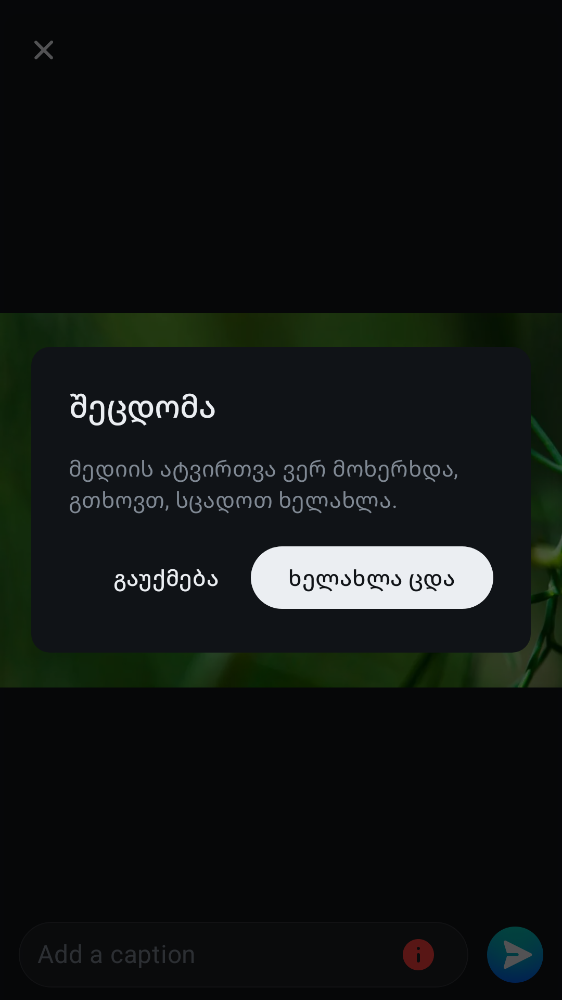 შეცდომა
მედიის ატვირთვა ვერ მოხერხდა,
გთხოვთ, სცადოთ ხელახლა.
გაუქმება
ხელახლა ცდა
Add a caption